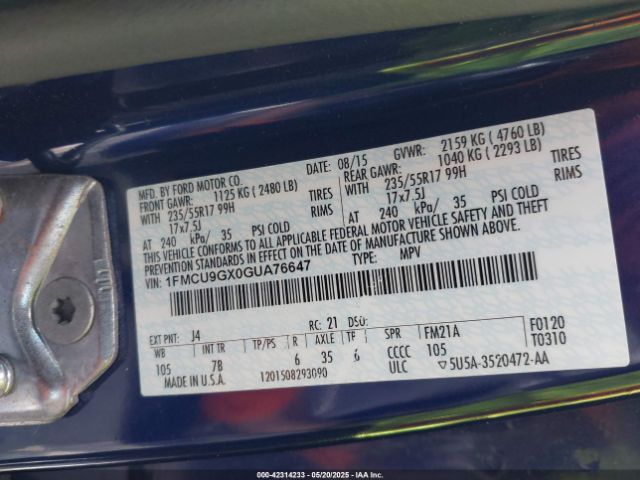 MFD. BY FORD MOTOR CO.
DATE: 08/15 GVWR: 2159 KG ( 4760 LB)
FRONT GAWR: 1125 KG ( 2480 LB)
REAR GAWR: 1040 KG ( 2293 LB)
WITH 235/55R17 99H TIRES
235/55R17 99H TIRES
17x7.5J RIMS
WITH 17x7.5J RIMS
AT 240 kPa/ 35 PSI COLD
AT 240 kPa/ 35 PSI COLD
THIS VEHICLE CONFORMS TO ALL APPLICABLE FEDERAL MOTOR VEHICLE SAFETY AND THEFT
PREVENTION STANDARDS IN EFFECT ON THE DATE OF MANUFACTURE SHOWN ABOVE.
VIN: 1FMCU9GX0GUA76647 TYPE: MPV
EXT PNT: J4 RC: 21 DSO: F0120
WB INT TR TP/PS R AXLE TF SPR FM21A T0310
105 7B 6 35 6 CCCC 105
MADE IN U.S.A. 1201508293090 ULC ▽5U5A-3520472-AA
000-42314233 - 05/20/2025 - IAA Inc.